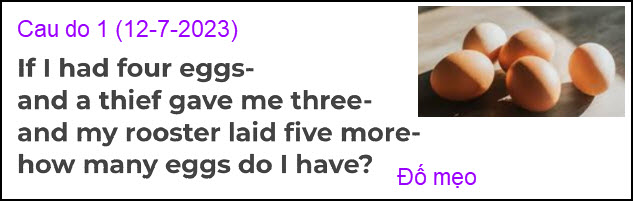 Cau do 1 (12-7-2023)
If I had four eggs-
and a thief gave me three-
and my rooster laid five more-
how many eggs do I have?
Đố mẹo